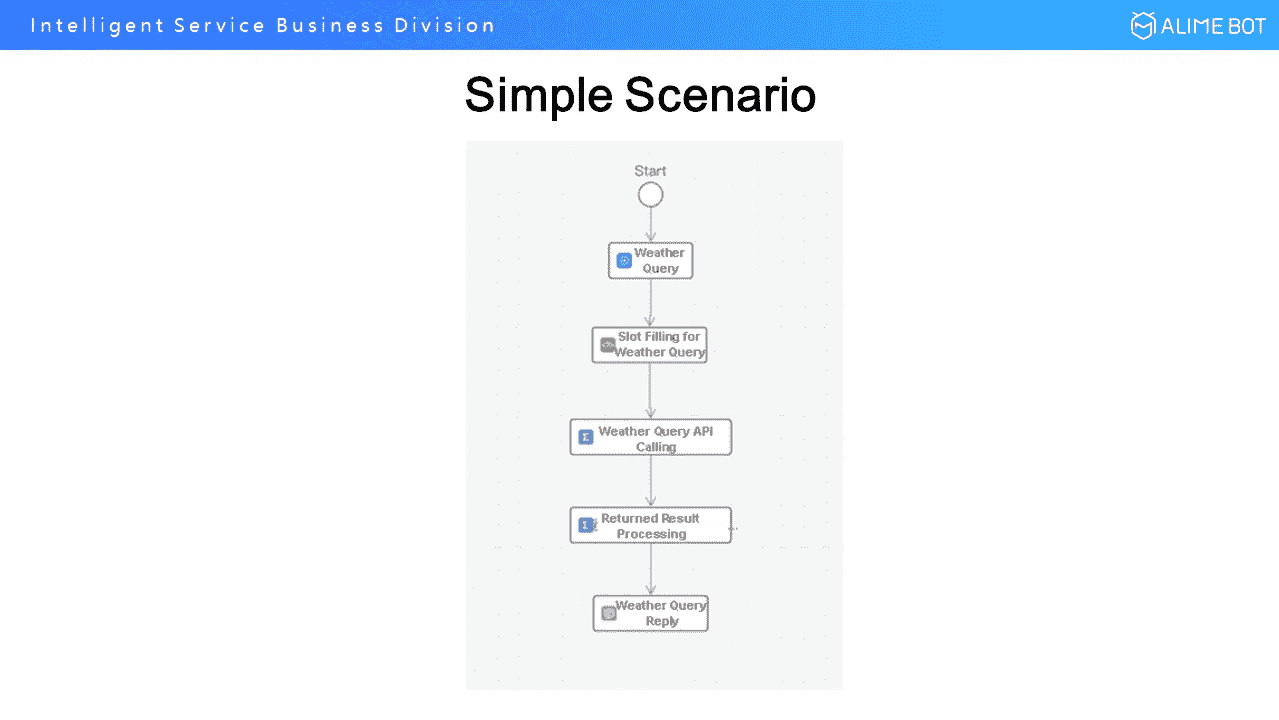 Intelligent Service Business Division
ALIME BOT
Simple Scenario
Start
Weather
Query
Slot Filling for
Weather Query
Weather Query API
Calling
Returned Result
Processing
Weather Query
Reply